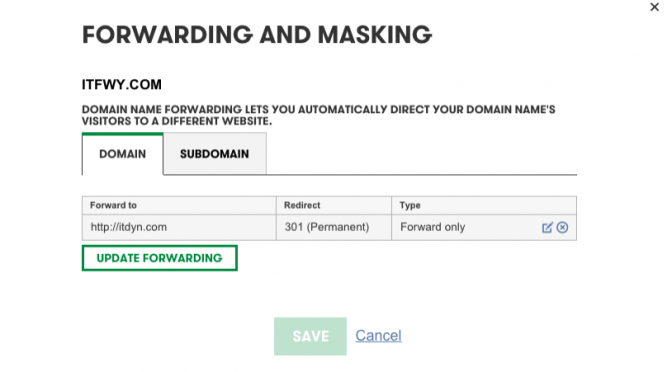 FORWARDING AND MASKING
ITFWY.COM
DOMAIN NAME FORWARDING LETS YOU AUTOMATICALLY DIRECT YOUR DOMAIN NAME'S
VISITORS TO A DIFFERENT WEBSITE.
DOMAIN SUBDOMAIN
Forward to Redirect Type
http://itdyn.com 301 (Permanent) Forward only
UPDATE FORWARDING
SAVE Cancel